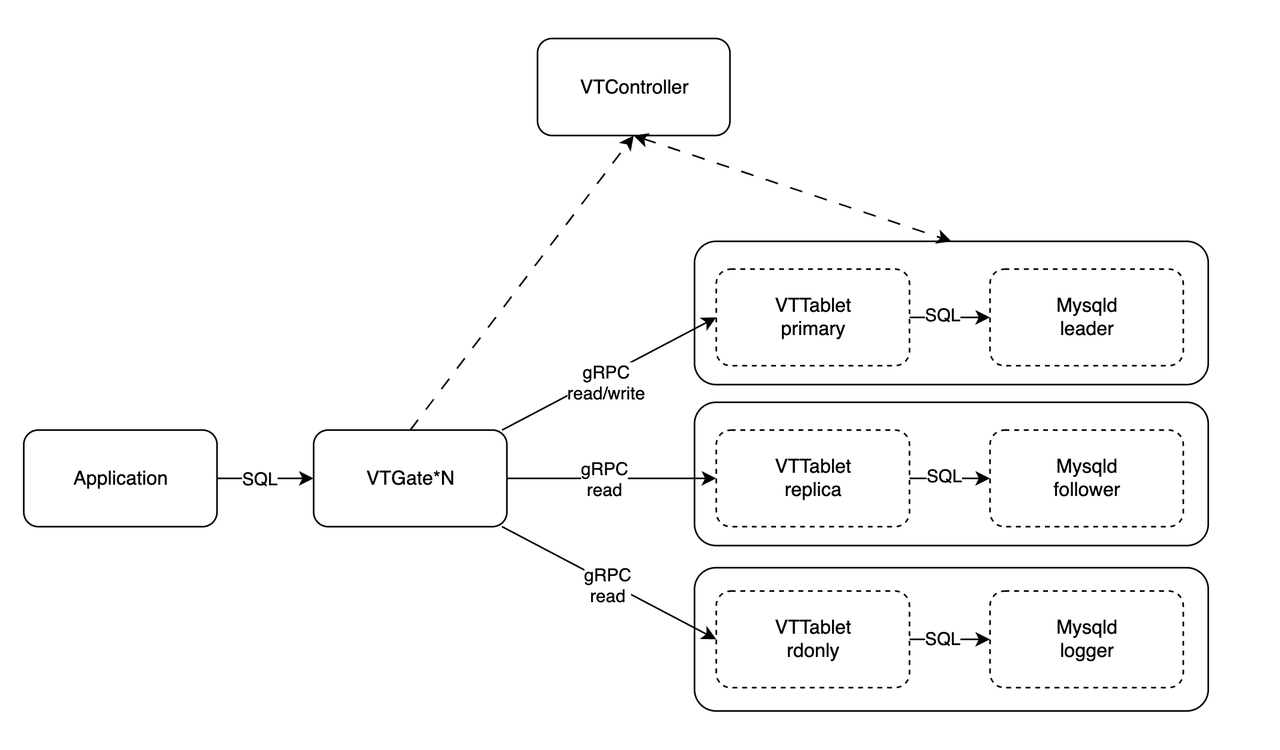 VTController
VTTablet
primary
SQL
Mysqld
leader
gRPC
read/write
Application
SQL
VTGate*N
gRPC
read
VTTablet
replica
SQL
Mysqld
follower
gRPC
read
VTTablet
rdonly
SQL
Mysqld
logger